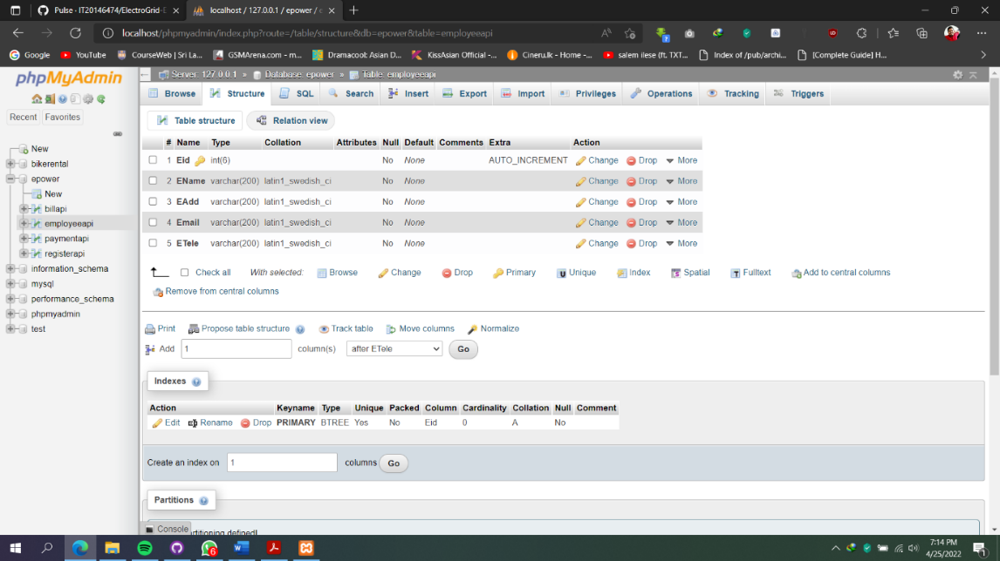 Pulse · IT20146474/ElectroGrid-E
localhost / 127.0.0.1 / epower / e
localhost/phpmyadmin/index.php?route=/table/structure&db=epower&table=employeeapi
Google YouTube CourseWeb | Sri La... GSMArena.com - m... Dramacool: Asian D... KissAsian Official -... Cineru.lk - Home -... salem ilese (ft. TXT... Index of /pub/archi... [Complete Guide] H...
phpMyAdmin
Recent Favorites
New
bikerental
epower
New
billapi
employeeapi
paymentapi
registerapi
information_schema
mysql
performance_schema
phpmyadmin
test
Server: 127.0.0.1 » Database: epower » Table: employeeapi
Browse Structure SQL Search Insert Export Import Privileges Operations Tracking Triggers
Table structure Relation view
# Name Type Collation Attributes Null Default Comments Extra Action
1 Eid int(6) No None AUTO_INCREMENT Change Drop More
2 EName varchar(200) latin1_swedish_ci No None Change Drop More
3 EAdd varchar(200) latin1_swedish_ci No None Change Drop More
4 Email varchar(200) latin1_swedish_ci No None Change Drop More
5 ETele varchar(200) latin1_swedish_ci No None Change Drop More
Check all With selected: Browse Change Drop Primary Unique Index Spatial Fulltext Add to central columns
Remove from central columns
Print Propose table structure Track table Move columns Normalize
Add 1 column(s) after ETele Go
Indexes
Action Keyname Type Unique Packed Column Cardinality Collation Null Comment
Edit Rename Drop PRIMARY BTREE Yes No Eid 0 A No
Create an index on 1 columns Go
Partitions
Console
rtitioning defined!
7:14 PM
4/25/2022